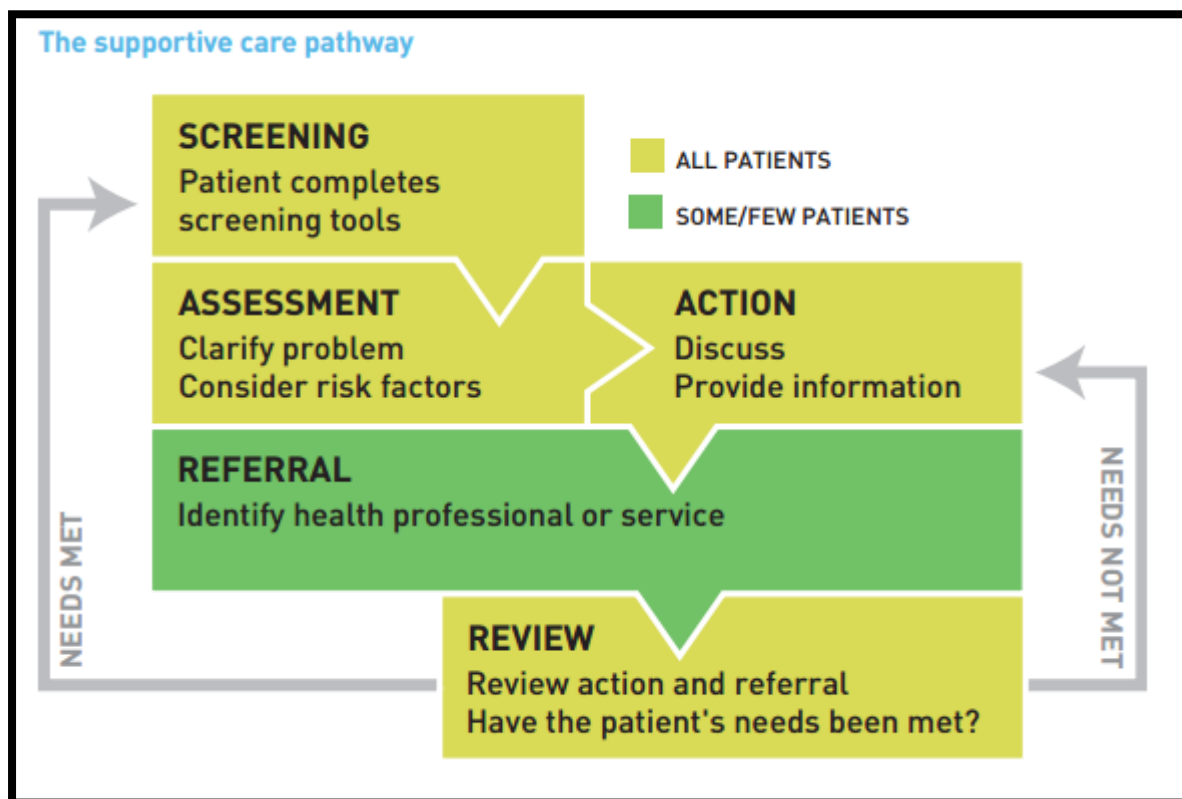 The supportive care pathway
SCREENING
Patient completes
screening tools
ALL PATIENTS
SOME/FEW PATIENTS
ASSESSMENT
Clarify problem
Consider risk factors
ACTION
Discuss
Provide information
REFERRAL
Identify health professional or service
NEEDS MET
NEEDS NOT MET
REVIEW
Review action and referral
Have the patient's needs been met?